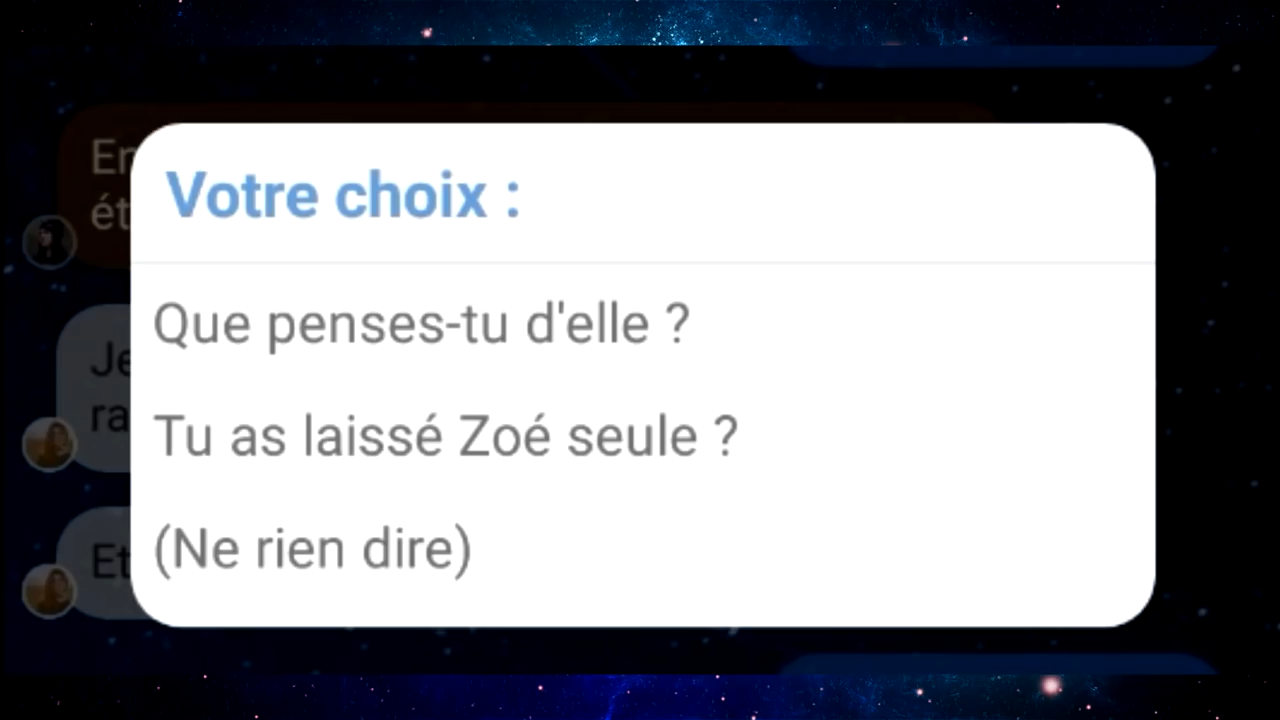 Votre choix :
Que penses-tu d'elle ?
Tu as laissé Zoé seule ?
(Ne rien dire)